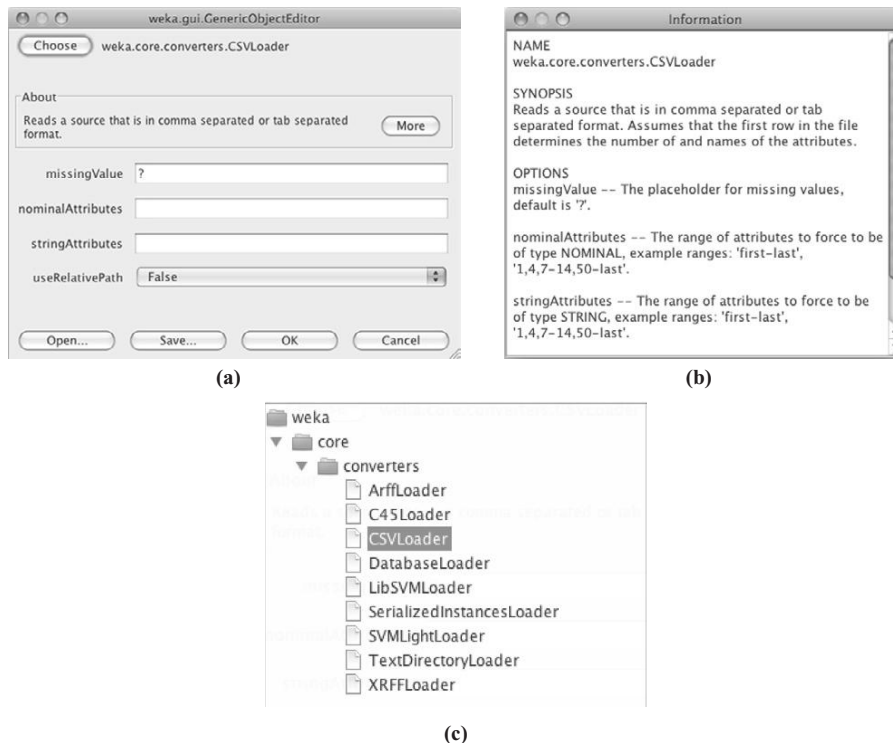 weka.gui.GenericObjectEditor
Choose weka.core.converters.CSVLoader
About
Reads a source that is in comma separated or tab separated
format.
More
missingValue ?
nominalAttributes
stringAttributes
useRelativePath False
Open... Save... OK Cancel
(a)
Information
NAME
weka.core.converters.CSVLoader
SYNOPSIS
Reads a source that is in comma separated or tab
separated format. Assumes that the first row in the file
determines the number of and names of the attributes.
OPTIONS
missingValue -- The placeholder for missing values,
default is '?'.
nominalAttributes -- The range of attributes to force to be
of type NOMINAL, example ranges: 'first-last',
'1,4,7-14,50-last'.
stringAttributes -- The range of attributes to force to be
of type STRING, example ranges: 'first-last',
'1,4,7-14,50-last'.
(b)
weka
core
converters
ArffLoader
C45Loader
CSVLoader
DatabaseLoader
LibSVMLoader
SerializedInstancesLoader
SVMLightLoader
TextDirectoryLoader
XRFFLoader
(c)